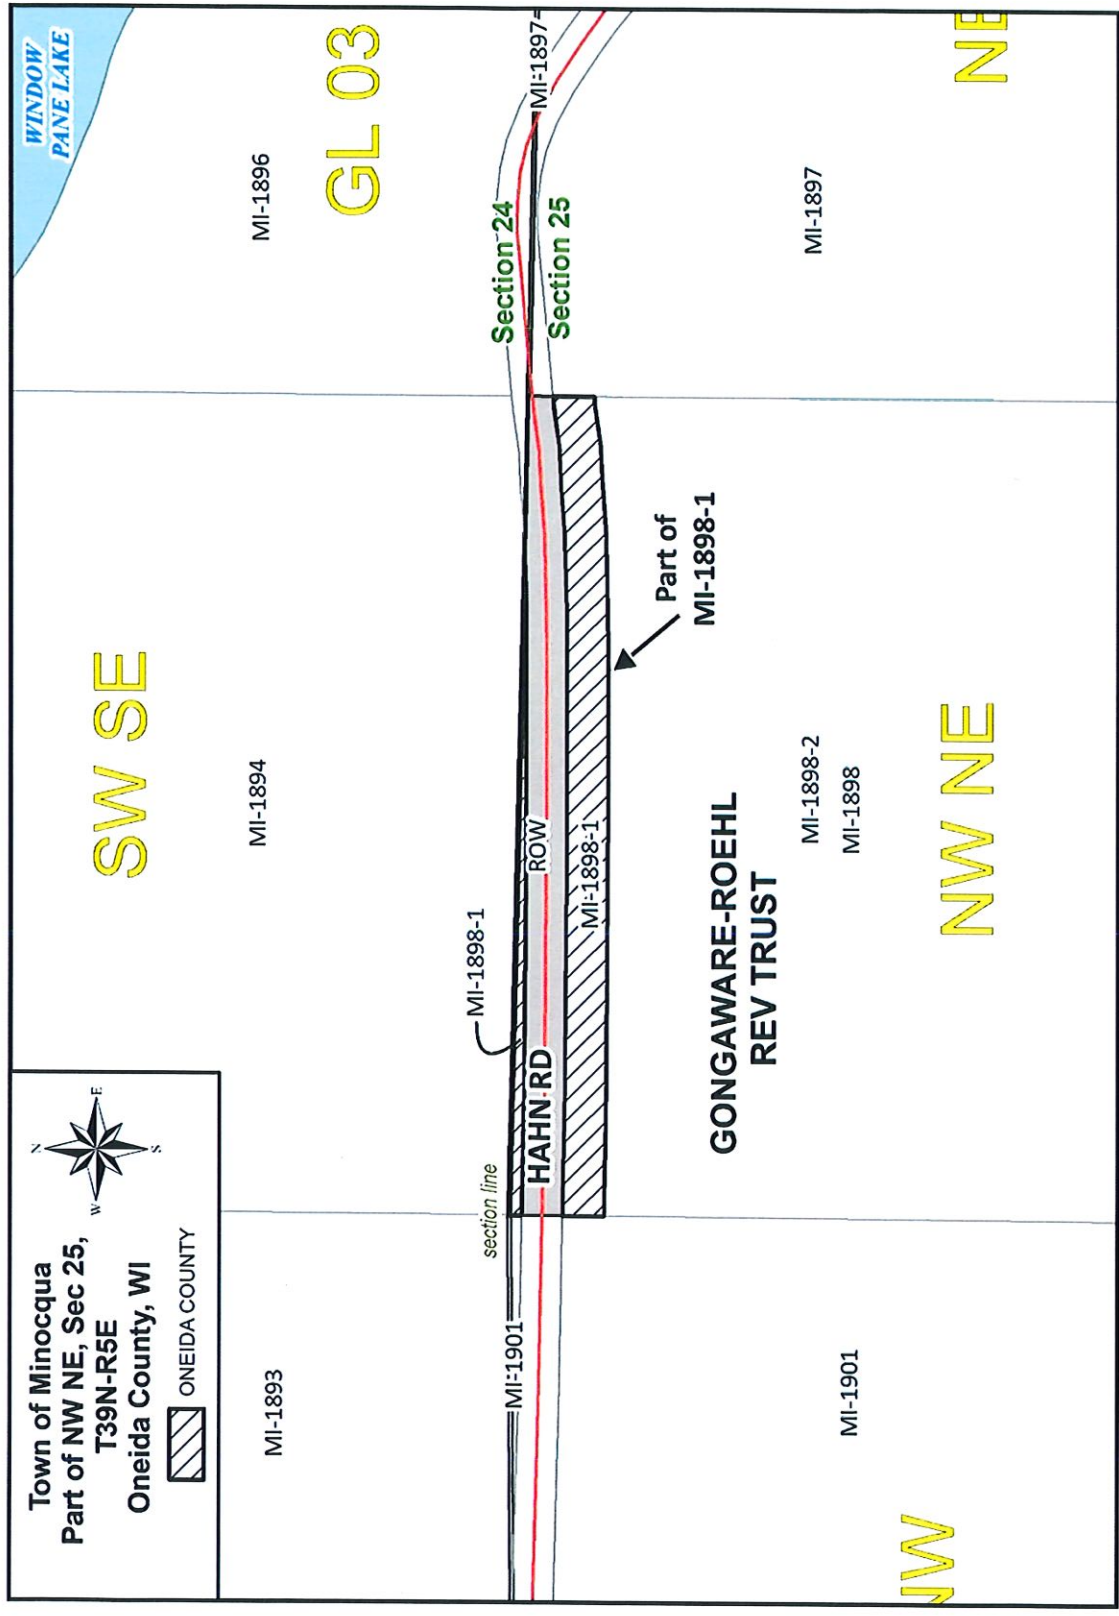 Town of Minocqua
Part of NW NE, Sec 25,
T39N-R5E
Oneida County, WI
ONEIDA COUNTY
N
W
E
S
SW SE
WINDOW
PANE LAKE
GL 03
MI-1893
MI-1894
MI-1896
section line
MI-1898-1
Section 24
MI-1901
HAHN RD
ROW
MI-1897
Section 25
MI-1898-1
Part of
MI-1898-1
GONGAWARE-ROEHL
REV TRUST
MI-1901
MI-1898-2
MI-1898
MI-1897
NW
NW NE
NE